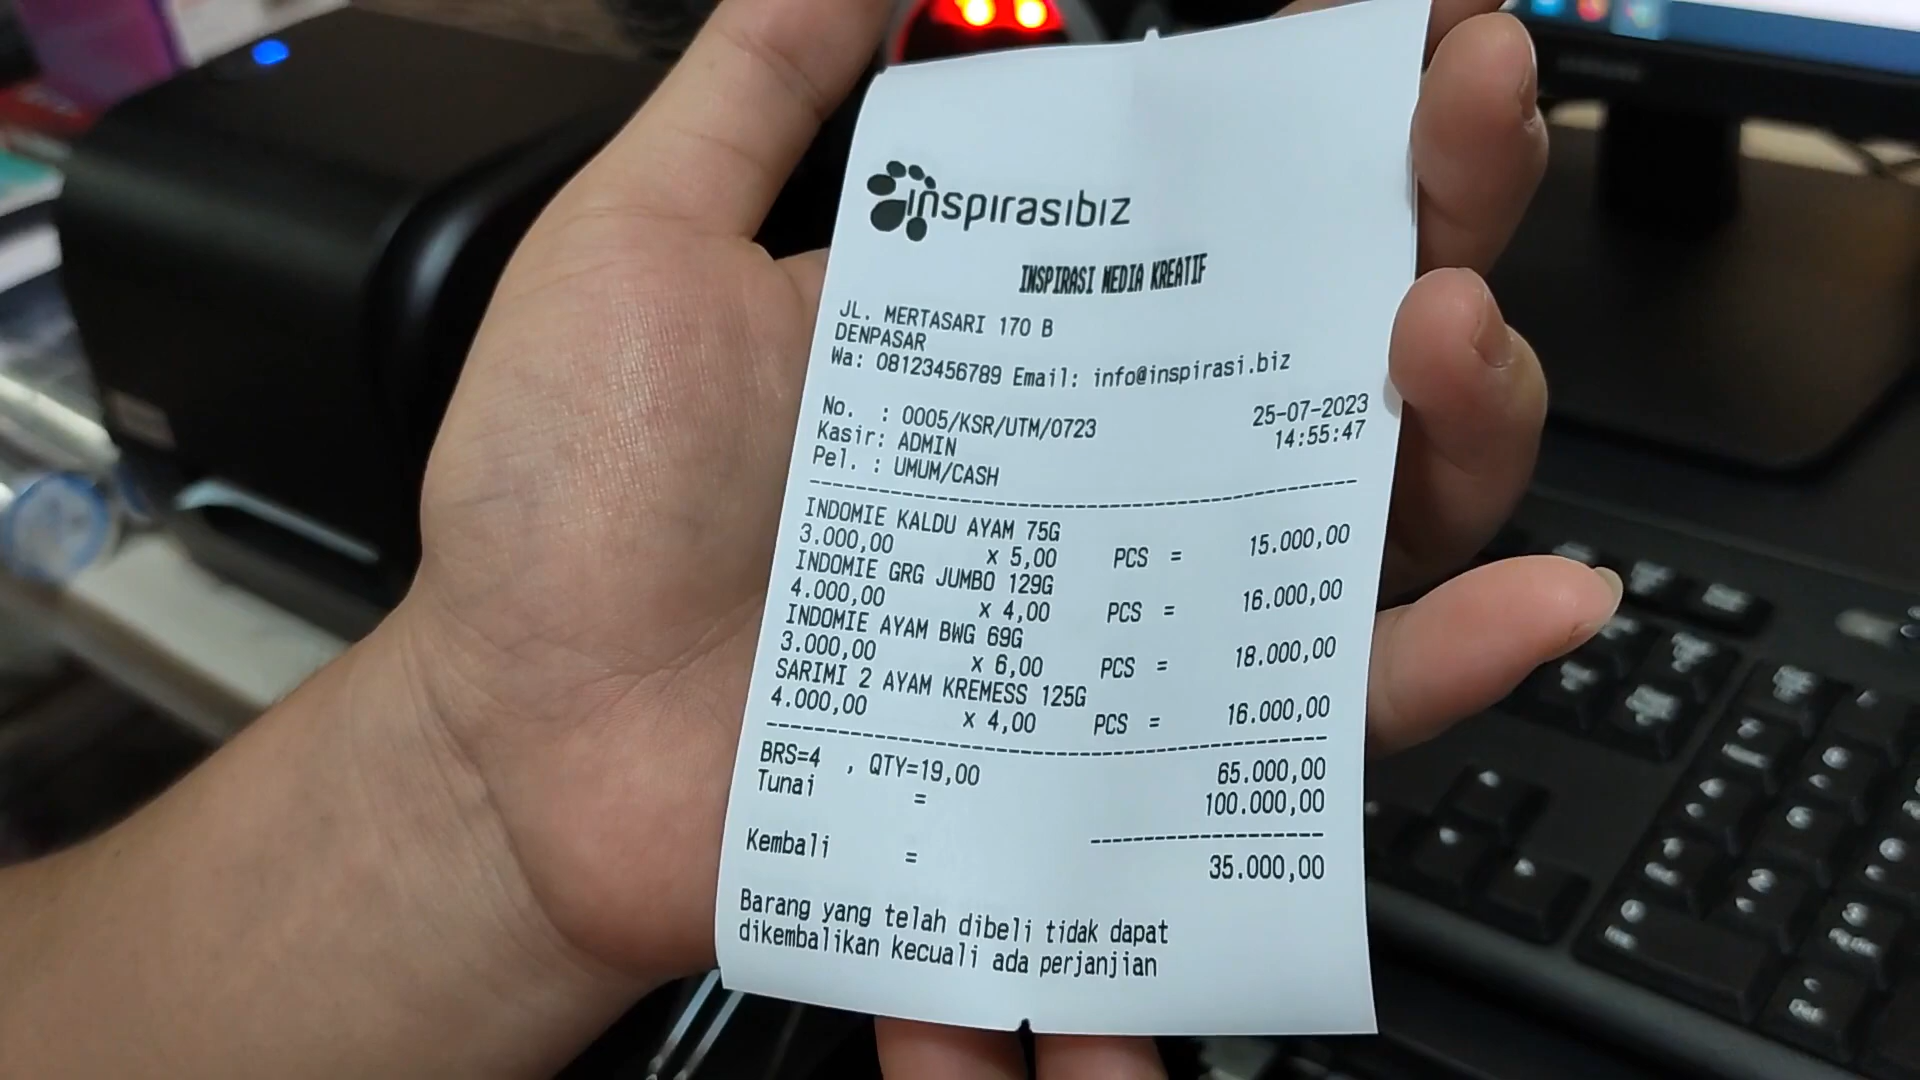 inspirasibiz
INSPIRASI MEDIA KREATIF
JL. MERTASARI 170 B
DENPASAR
Wa: 08123456789 Email: info@inspirasi.biz
No. : 0005/KSR/UTM/0723 25-07-2023
Kasir: ADMIN 14:55:47
Pel. : UMUM/CASH
INDOMIE KALDU AYAM 75G
3.000,00 x 5,00 PCS = 15.000,00
INDOMIE GRG JUMBO 129G
4.000,00 x 4,00 PCS = 16.000,00
INDOMIE AYAM BWG 69G
3.000,00 x 6,00 PCS = 18.000,00
SARIMI 2 AYAM KREMESS 125G
4.000,00 x 4,00 PCS = 16.000,00
BRS=4 , QTY=19,00 65.000,00
Tunai = 100.000,00
Kembali = 35.000,00
Barang yang telah dibeli tidak dapat
dikembalikan kecuali ada perjanjian